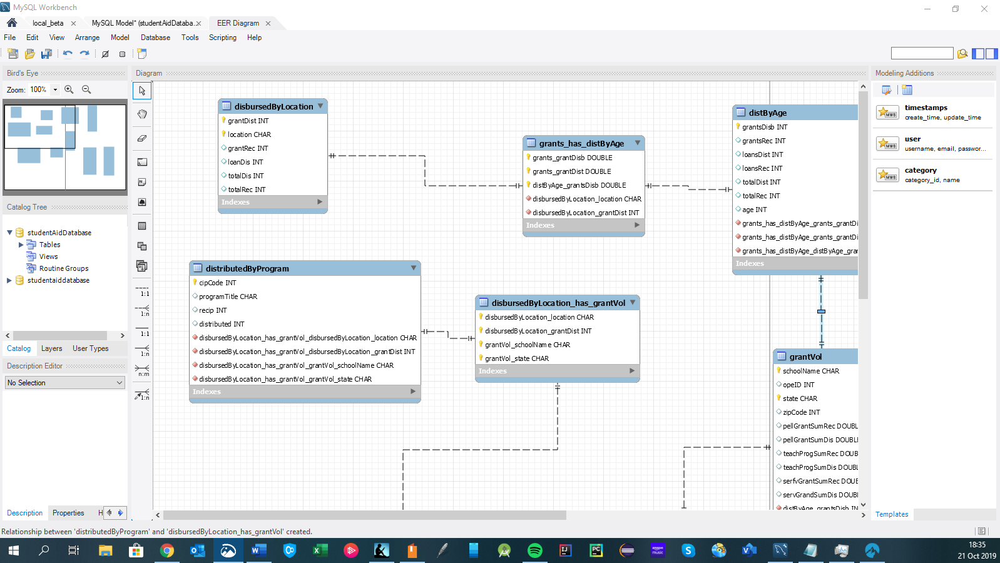 MySQL Workbench
local_beta
MySQL Model* (studentAidDataba...
EER Diagram
File Edit View Arrange Model Database Tools Scripting Help
Bird's Eye
Zoom: 100%
Catalog Tree
studentAidDatabase
Tables
Views
Routine Groups
studentaiddatabase
Catalog Layers User Types
Description Editor
No Selection
Description Properties H
Diagram
1:1
1:n
1:1
1:n
n:m
1:n
disbursedByLocation
grantDist INT
location CHAR
grantRec INT
loanDis INT
totalDis INT
totalRec INT
Indexes
grants_has_distByAge
grants_grantDisb DOUBLE
grants_grantDist DOUBLE
distByAge_grantsDisb DOUBLE
disbursedByLocation_location CHAR
disbursedByLocation_grantDist INT
Indexes
distByAge
grantsDisb INT
grantsRec INT
loansDist INT
loansRec INT
totalDist INT
totalRec INT
age INT
grants_has_distByAge_grants_grantDi
grants_has_distByAge_grants_grantDi
grants_has_distByAge_distByAge_grar
Indexes
distributedByProgram
cipCode INT
programTitle CHAR
recip INT
distributed INT
disbursedByLocation_has_grantVol_disbursedByLocation_location CHAR
disbursedByLocation_has_grantVol_disbursedByLocation_grantDist INT
disbursedByLocation_has_grantVol_grantVol_schoolName CHAR
disbursedByLocation_has_grantVol_grantVol_state CHAR
Indexes
disbursedByLocation_has_grantVol
disbursedByLocation_location CHAR
disbursedByLocation_grantDist INT
grantVol_schoolName CHAR
grantVol_state CHAR
Indexes
grantVol
schoolName CHAR
opeID INT
state CHAR
zipCode INT
pellGrantSumRec DOUBL
pellGrantSumDis DOUBL
teachProgSumRec DOUB
teachProgSumDis DOUBL
serfvGrantSumRec DOUE
servGrandSumDis DOUBI
distByAge_grantsDisb IN
Modeling Additions
timestamps
create_time, update_time
user
username, email, passwor...
category
category_id, name
Templates
Relationship between 'distributedByProgram' and 'disbursedByLocation_has_grantVol' created.
18:35
21 Oct 2019